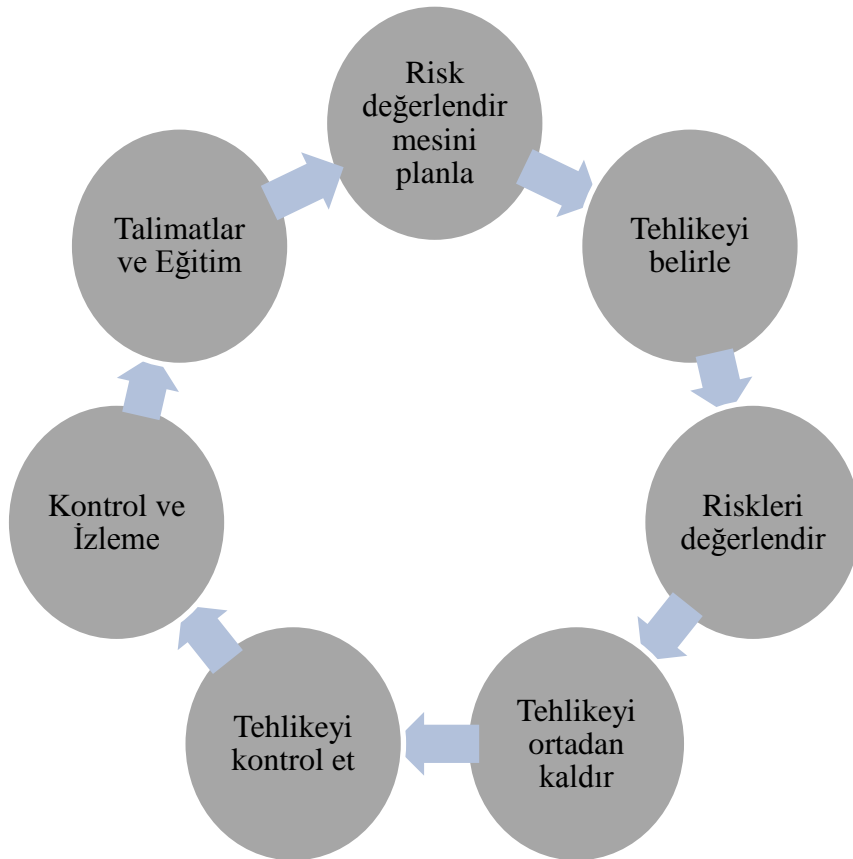 Risk
değerlendir
mesini
planla
Tehlikeyi
belirle
Riskleri
değerlendir
Tehlikeyi
ortadan
kaldır
Tehlikeyi
kontrol et
Kontrol ve
İzleme
Talimatlar
ve Eğitim